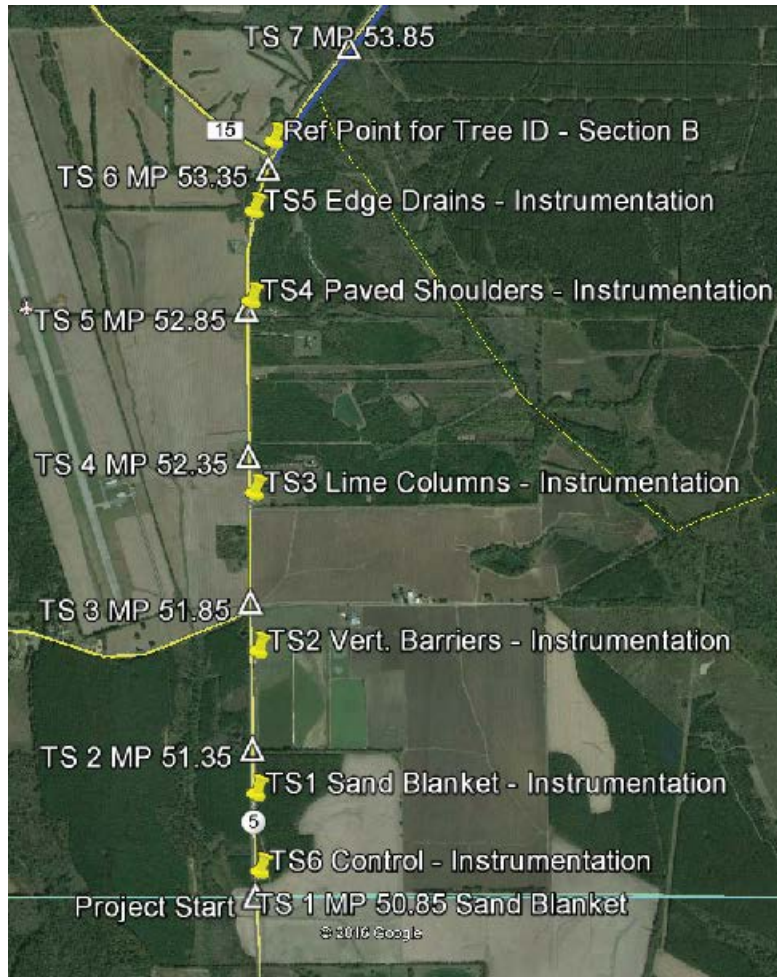 TS 7 MP 53.85
15
Ref Point for Tree ID - Section B
TS 6 MP 53.35
TS5 Edge Drains - Instrumentation
TS4 Paved Shoulders - Instrumentation
TS 5 MP 52.85
TS 4 MP 52.35
TS3 Lime Columns - Instrumentation
TS 3 MP 51.85
TS2 Vert. Barriers - Instrumentation
TS 2 MP 51.35
TS1 Sand Blanket - Instrumentation
5
TS6 Control - Instrumentation
Project Start TS 1 MP 50.85 Sand Blanket
© 2016 Google